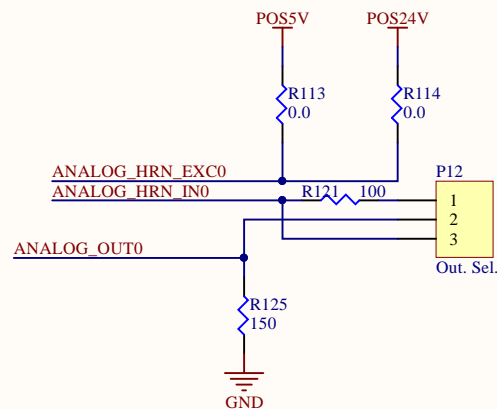 POS5V
POS24V
R113
0.0
R114
0.0
ANALOG_HRN_EXC0
ANALOG_HRN_IN0
R121
100
P12
1
2
3
Out. Sel.
ANALOG_OUT0
R125
150
GND